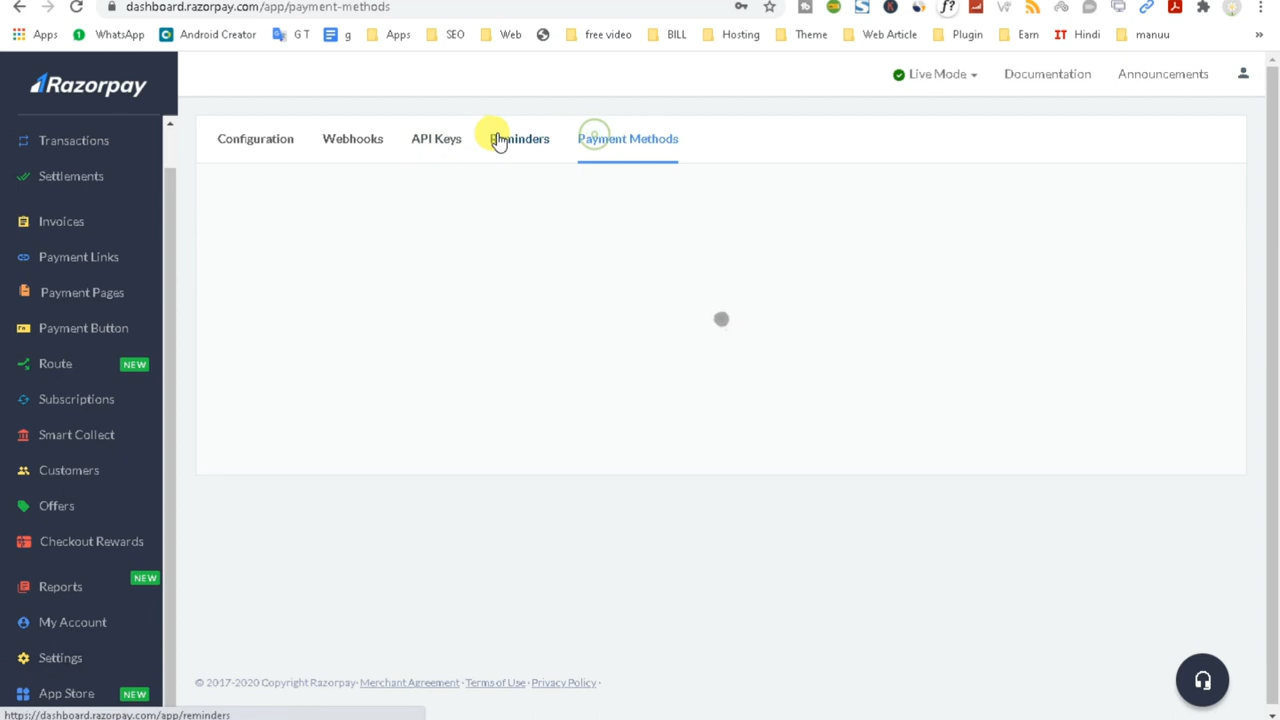 dashboard.razorpay.com/app/payment-methods
Apps WhatsApp Android Creator G T g Apps SEO Web free video BILL Hosting Theme Web Article Plugin Earn IT Hindi manuu »
Razorpay
Live Mode Documentation Announcements
Configuration Webhooks API Keys Reminders Payment Methods
Transactions
Settlements
Invoices
Payment Links
Payment Pages
Payment Button
Route NEW
Subscriptions
Smart Collect
Customers
Offers
Checkout Rewards
Reports NEW
My Account
Settings
App Store NEW
© 2017-2020 Copyright Razorpay· Merchant Agreement · Terms of Use · Privacy Policy ·
https://dashboard.razorpay.com/app/reminders